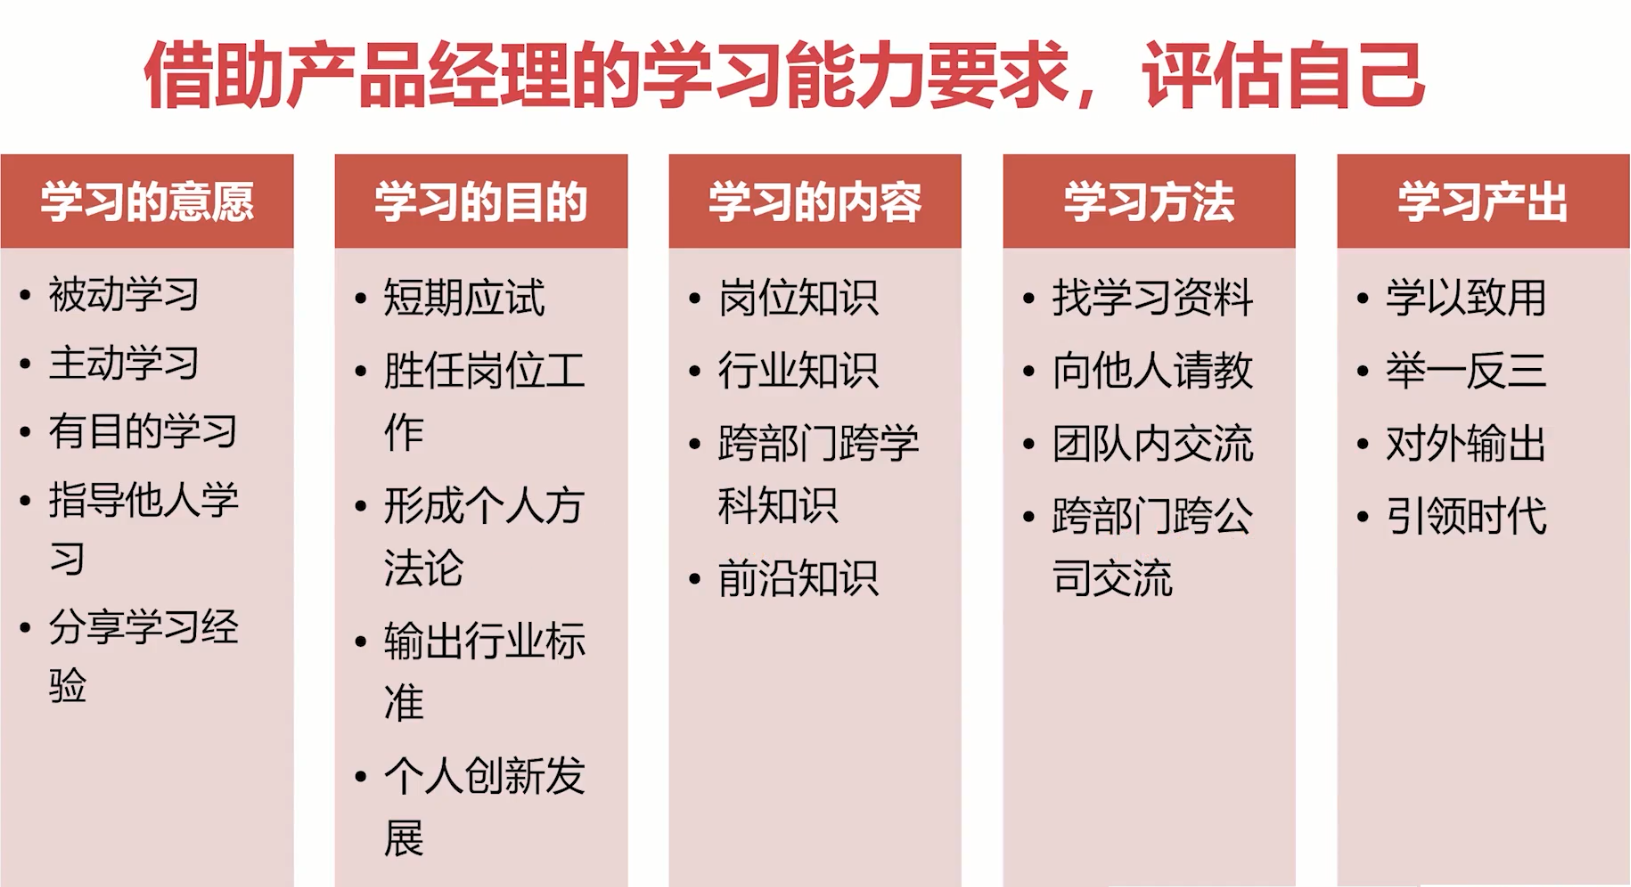 借助产品经理的学习能力要求，评估自己
学习的意愿
• 被动学习
• 主动学习
• 有目的学习
• 指导他人学
习
• 分享学习经
验
学习的目的
• 短期应试
• 胜任岗位工
作
• 形成个人方
法论
• 输出行业标
准
• 个人创新发
展
学习的内容
• 岗位知识
• 行业知识
• 跨部门跨学
科知识
• 前沿知识
学习方法
• 找学习资料
• 向他人请教
• 团队内交流
• 跨部门跨公
司交流
学习产出
• 学以致用
• 举一反三
• 对外输出
• 引领时代